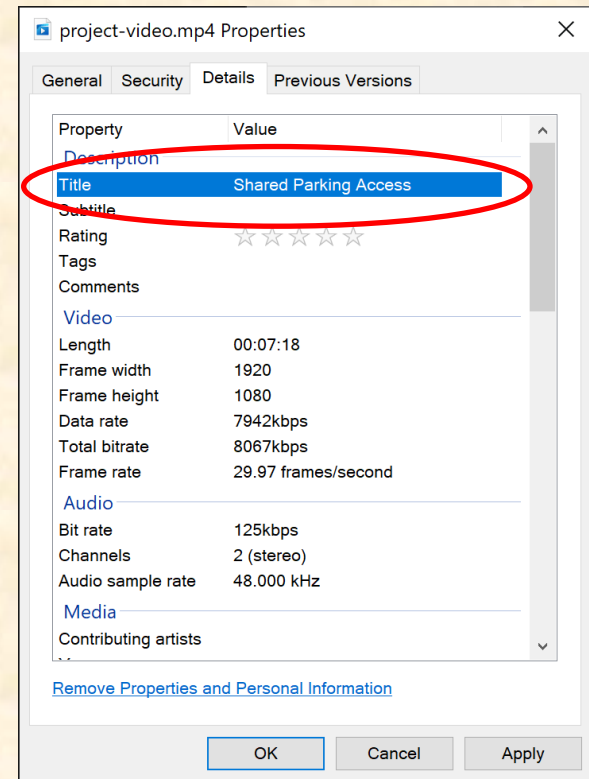 project-video.mp4 Properties
General Security Details Previous Versions
Property Value
Description
Title Shared Parking Access
Subtitle
Rating
Tags
Comments
Video
Length 00:07:18
Frame width 1920
Frame height 1080
Data rate 7942kbps
Total bitrate 8067kbps
Frame rate 29.97 frames/second
Audio
Bit rate 125kbps
Channels 2 (stereo)
Audio sample rate 48.000 kHz
Media
Contributing artists
Remove Properties and Personal Information
OK Cancel Apply